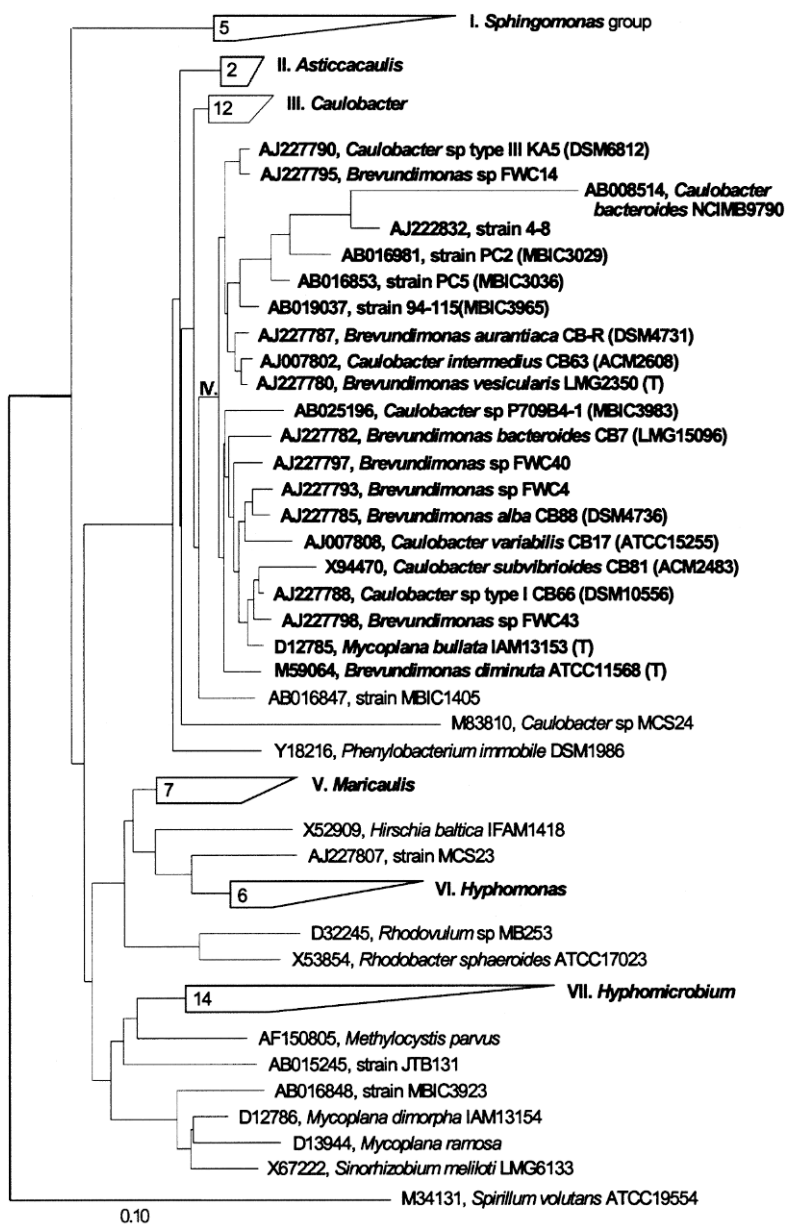 5 I. Sphingomonas group
2 II. Asticcacaulis
12 III. Caulobacter
AJ227790, Caulobacter sp type III KA5 (DSM6812)
AJ227795, Brevundimonas sp FWC14
AB008514, Caulobacter
bacteroides NCIMB9790
AJ222832, strain 4-8
AB016981, strain PC2 (MBIC3029)
AB016853, strain PC5 (MBIC3036)
AB019037, strain 94-115(MBIC3965)
AJ227787, Brevundimonas aurantiaca CB-R (DSM4731)
AJ007802, Caulobacter intermedius CB63 (ACM2608)
AJ227780, Brevundimonas vesicularis LMG2350 (T)
IV.
AB025196, Caulobacter sp P709B4-1 (MBIC3983)
AJ227782, Brevundimonas bacteroides CB7 (LMG15096)
AJ227797, Brevundimonas sp FWC40
AJ227793, Brevundimonas sp FWC4
AJ227785, Brevundimonas alba CB88 (DSM4736)
AJ007808, Caulobacter variabilis CB17 (ATCC15255)
X94470, Caulobacter subvibrioides CB81 (ACM2483)
AJ227788, Caulobacter sp type I CB66 (DSM10556)
AJ227798, Brevundimonas sp FWC43
D12785, Mycoplana bullata IAM13153 (T)
M59064, Brevundimonas diminuta ATCC11568 (T)
AB016847, strain MBIC1405
M83810, Caulobacter sp MCS24
Y18216, Phenylobacterium immobile DSM1986
7 V. Maricaulis
X52909, Hirschia baltica IFAM1418
AJ227807, strain MCS23
6 VI. Hyphomonas
D32245, Rhodovulum sp MB253
X53854, Rhodobacter sphaeroides ATCC17023
14 VII. Hyphomicrobium
AF150805, Methylocystis parvus
AB015245, strain JTB131
AB016848, strain MBIC3923
D12786, Mycoplana dimorpha IAM13154
D13944, Mycoplana ramosa
X67222, Sinorhizobium meliloti LMG6133
M34131, Spirillum volutans ATCC19554
0.10